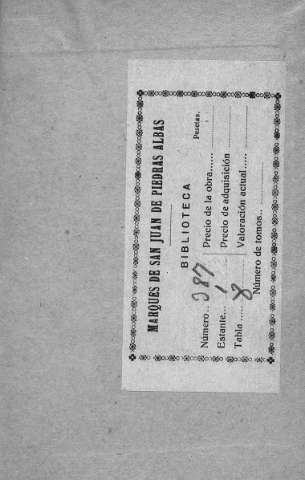 MARQUES DE SAN JUAN DE PIEDRAS ALBAS
BIBLIOTECA
Pesetas.
Número.. 987 Precio de la obra......
Estante... 1 Precio de adquisición
Tabla ...... 8 Valoración actual .....
Número de tomos..